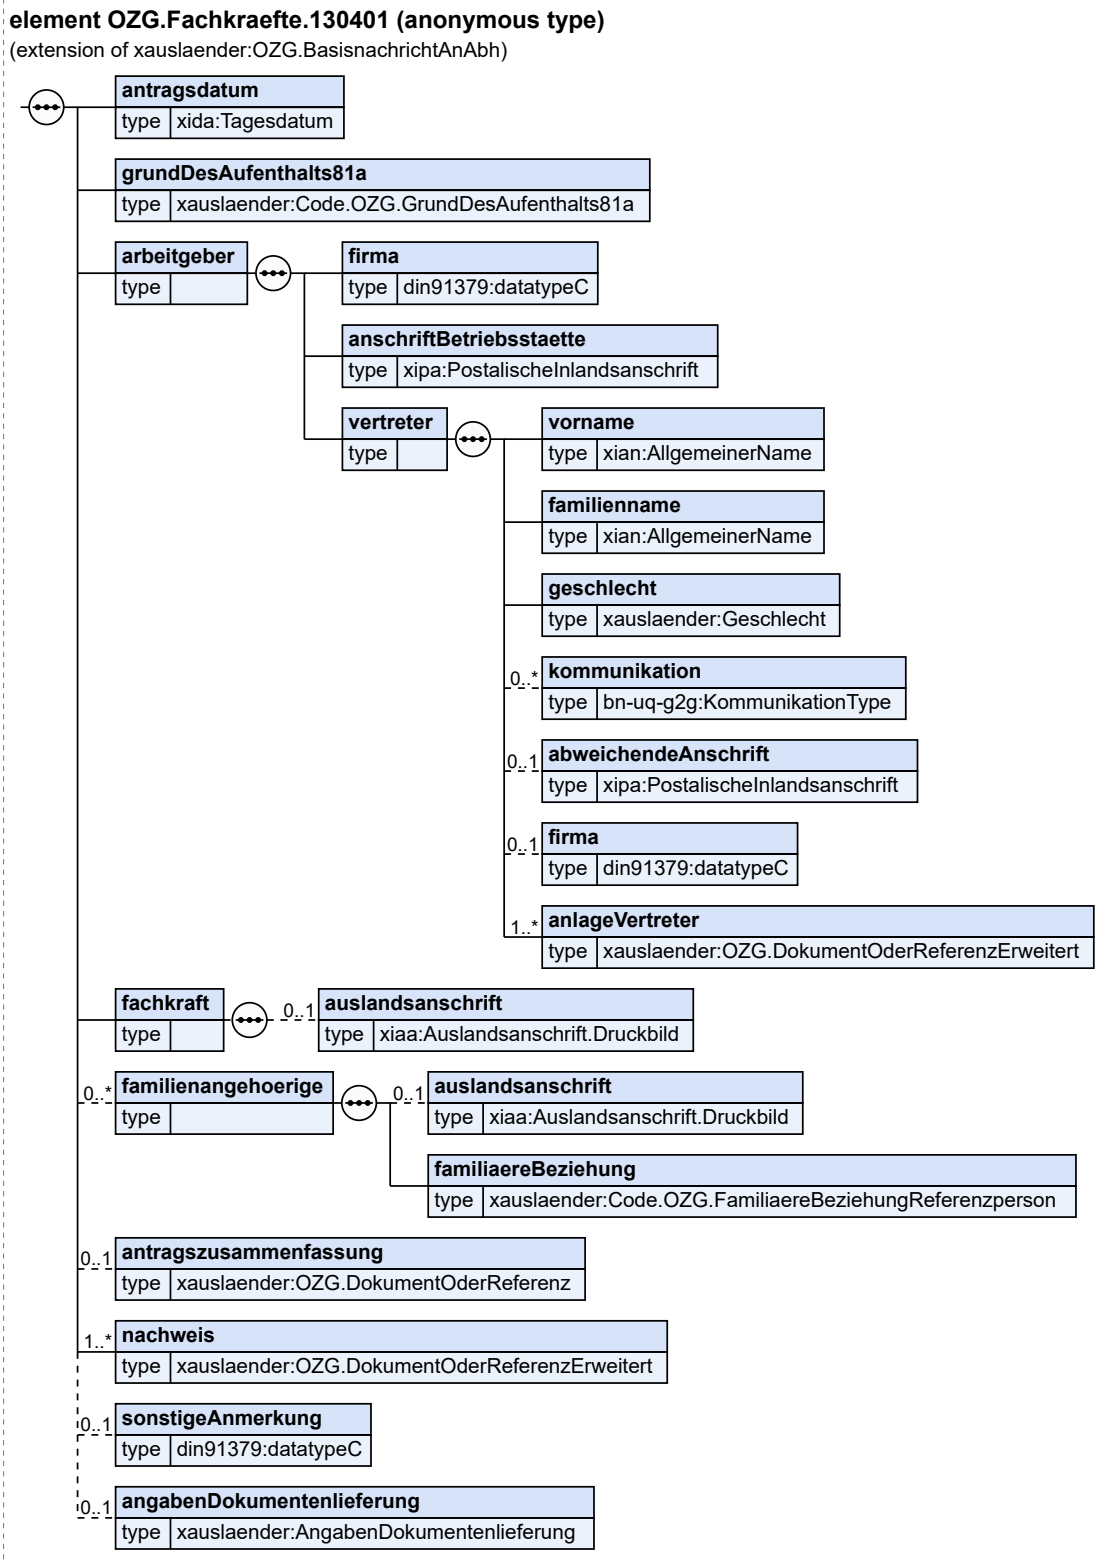 element OZG.Fachkraefte.130401 (anonymous type)
(extension of xauslaender:OZG.BasisnachrichtAnAbh)
antragsdatum
type xida:Tagesdatum
grundDesAufenthalts81a
type xauslaender:Code.OZG.GrundDesAufenthalts81a
arbeitgeber
type
firma
type din91379:datatypeC
anschriftBetriebsstaette
type xipa:PostalischeInlandsanschrift
vertreter
type
vorname
type xian:AllgemeinerName
familienname
type xian:AllgemeinerName
geschlecht
type xauslaender:Geschlecht
0..* kommunikation
type bn-uq-g2g:KommunikationType
0..1 abweichendeAnschrift
type xipa:PostalischeInlandsanschrift
0..1 firma
type din91379:datatypeC
1..* anlageVertreter
type xauslaender:OZG.DokumentOderReferenzErweitert
fachkraft
type
0..1 auslandsanschrift
type xiaa:Auslandsanschrift.Druckbild
0..* familienangehoerige
type
0..1 auslandsanschrift
type xiaa:Auslandsanschrift.Druckbild
familiaereBeziehung
type xauslaender:Code.OZG.FamiliaereBeziehungReferenzperson
0..1 antragszusammenfassung
type xauslaender:OZG.DokumentOderReferenz
1..* nachweis
type xauslaender:OZG.DokumentOderReferenzErweitert
0..1 sonstigeAnmerkung
type din91379:datatypeC
0..1 angabenDokumentenlieferung
type xauslaender:AngabenDokumentenlieferung